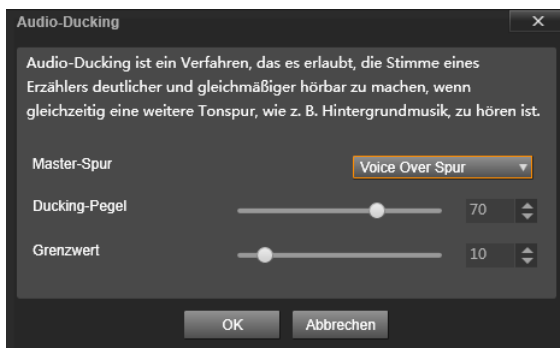 Audio-Ducking
Audio-Ducking ist ein Verfahren, das es erlaubt, die Stimme eines
Erzählers deutlicher und gleichmäßiger hörbar zu machen, wenn
gleichzeitig eine weitere Tonspur, wie z. B. Hintergrundmusik, zu hören ist.
Master-Spur Voice Over Spur
Ducking-Pegel 70
Grenzwert 10
OK Abbrechen